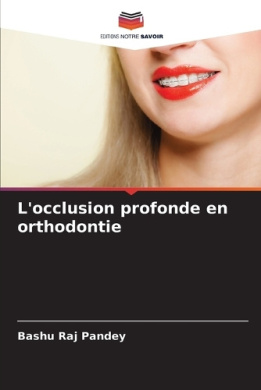 EDITIONS NOTRE SAVOIR
L'occlusion profonde en
orthodontie
Bashu Raj Pandey